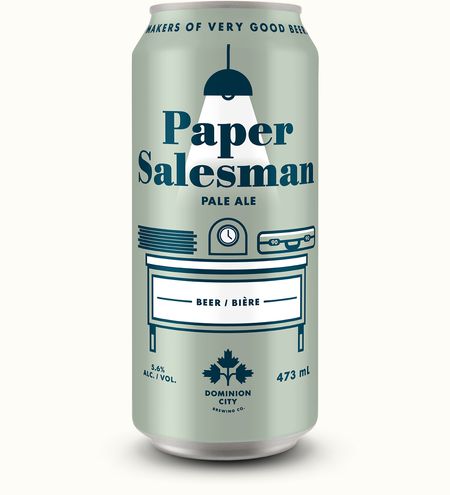 MAKERS OF VERY GOOD BEER
Paper
Salesman
PALE ALE
90
BEER / BIÈRE
5.6%
ALC. / VOL.
473 mL
DOMINION
CITY
BREWING CO.